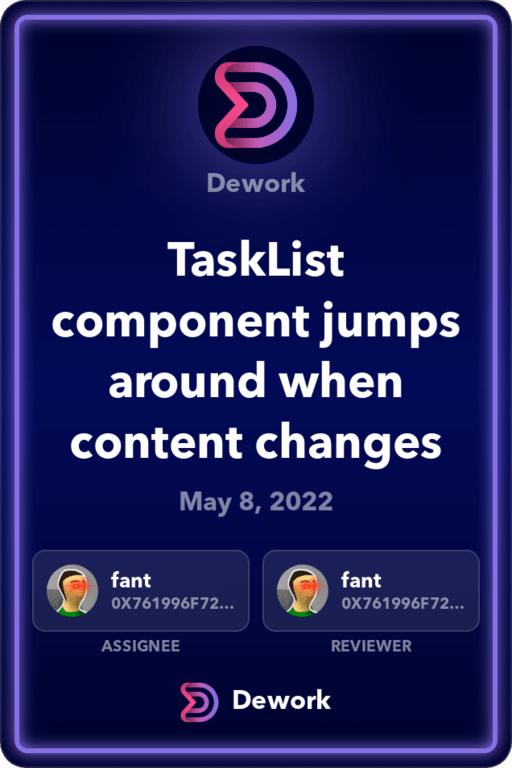 Dework
TaskList
component jumps
around when
content changes
May 8, 2022
fant
0X761996F72...
fant
0X761996F72...
ASSIGNEE
REVIEWER
Dework